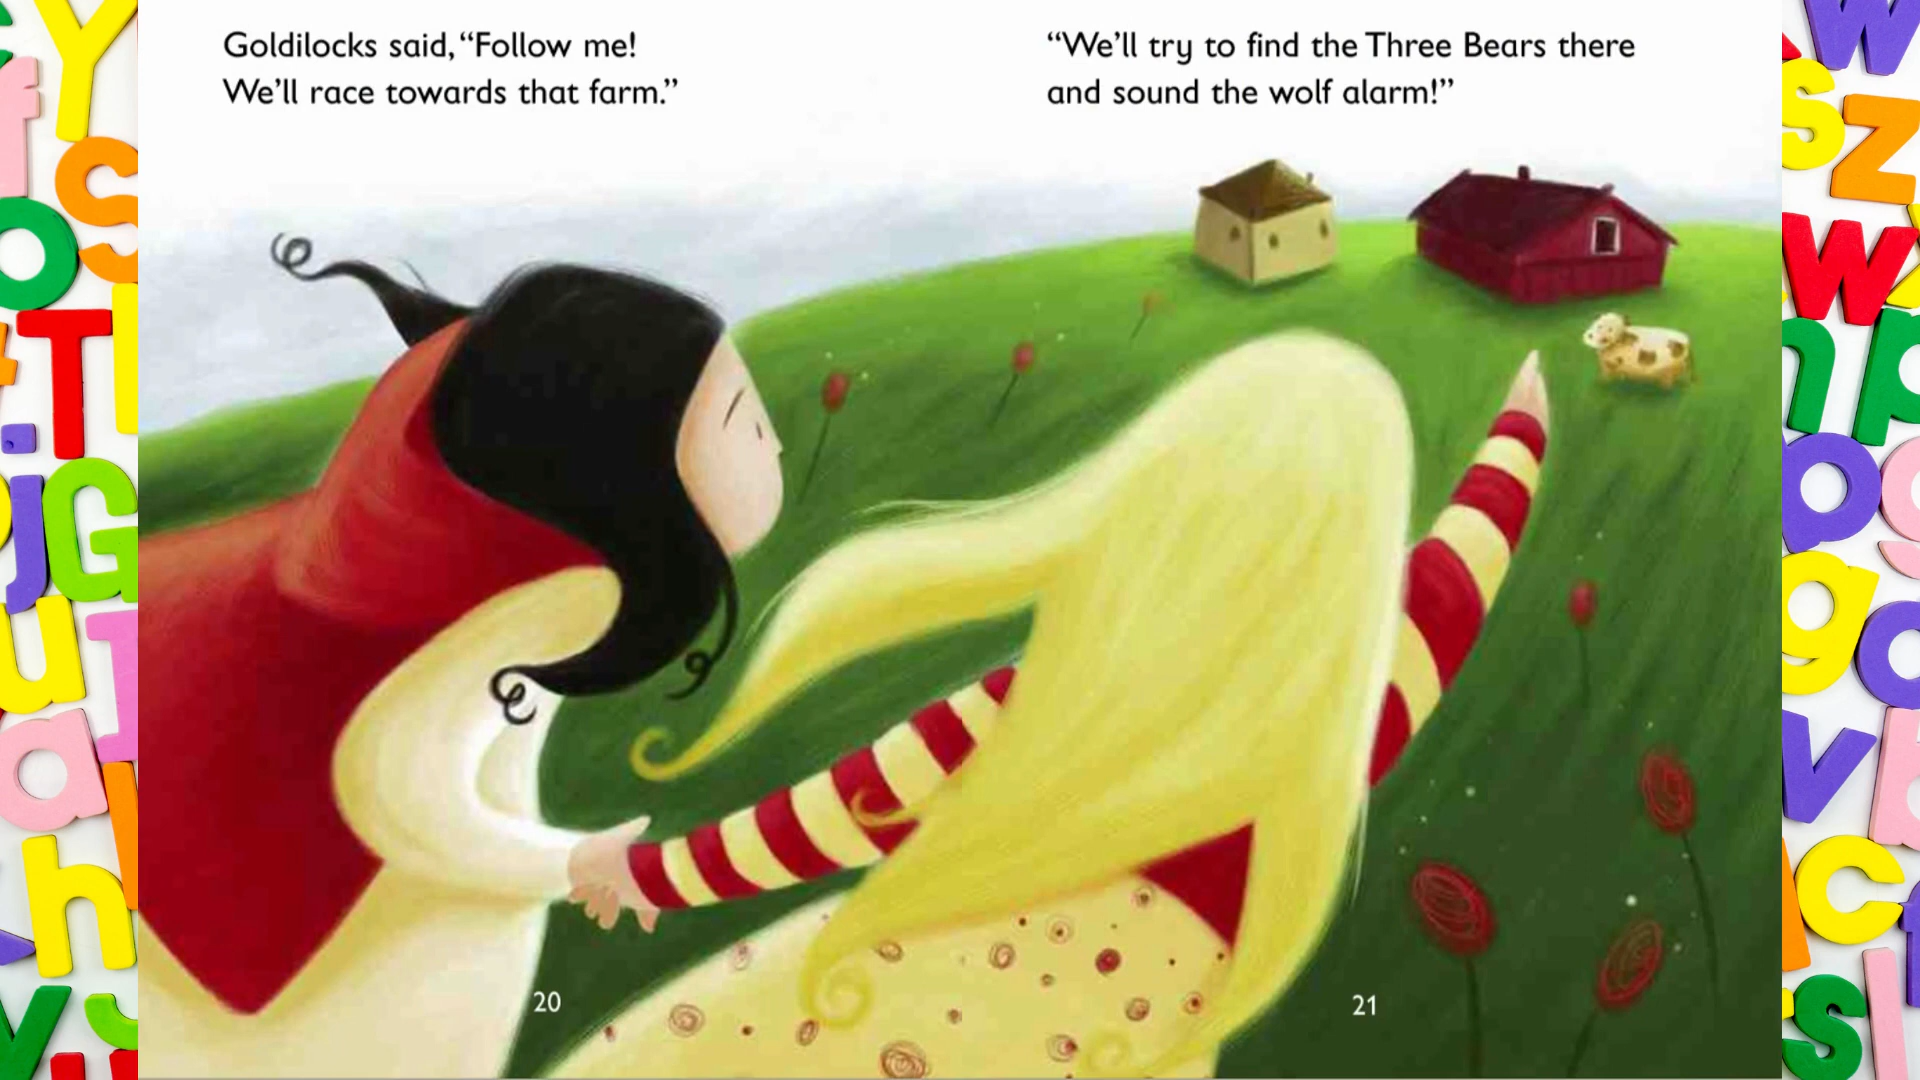 Goldilocks said, “Follow me!
We’ll race towards that farm.”
“We’ll try to find the Three Bears there
and sound the wolf alarm!”
20
21